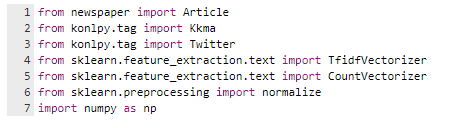 1 from newspaper import Article
2 from konlpy.tag import Kkma
3 from konlpy.tag import Twitter
4 from sklearn.feature_extraction.text import TfidfVectorizer
5 from sklearn.feature_extraction.text import CountVectorizer
6 from sklearn.preprocessing import normalize
7 import numpy as np